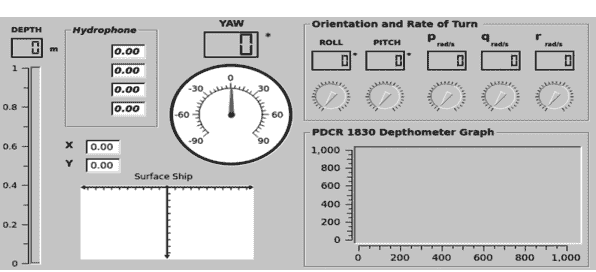 DEPTH
0 m
1
0.8
0.6
0.4
0.2
0
Hydrophone
0.00
0.00
0.00
0.00
X 0.00
Y 0.00
YAW
0 °
-90 -60 -30 0 30 60 90
Surface Ship
Orientation and Rate of Turn
ROLL PITCH p rad/s q rad/s r rad/s
0 ° 0 ° 0 0 0
PDCR 1830 Depthometer Graph
1,000
800
600
400
200
0
0 200 400 600 800 1,000